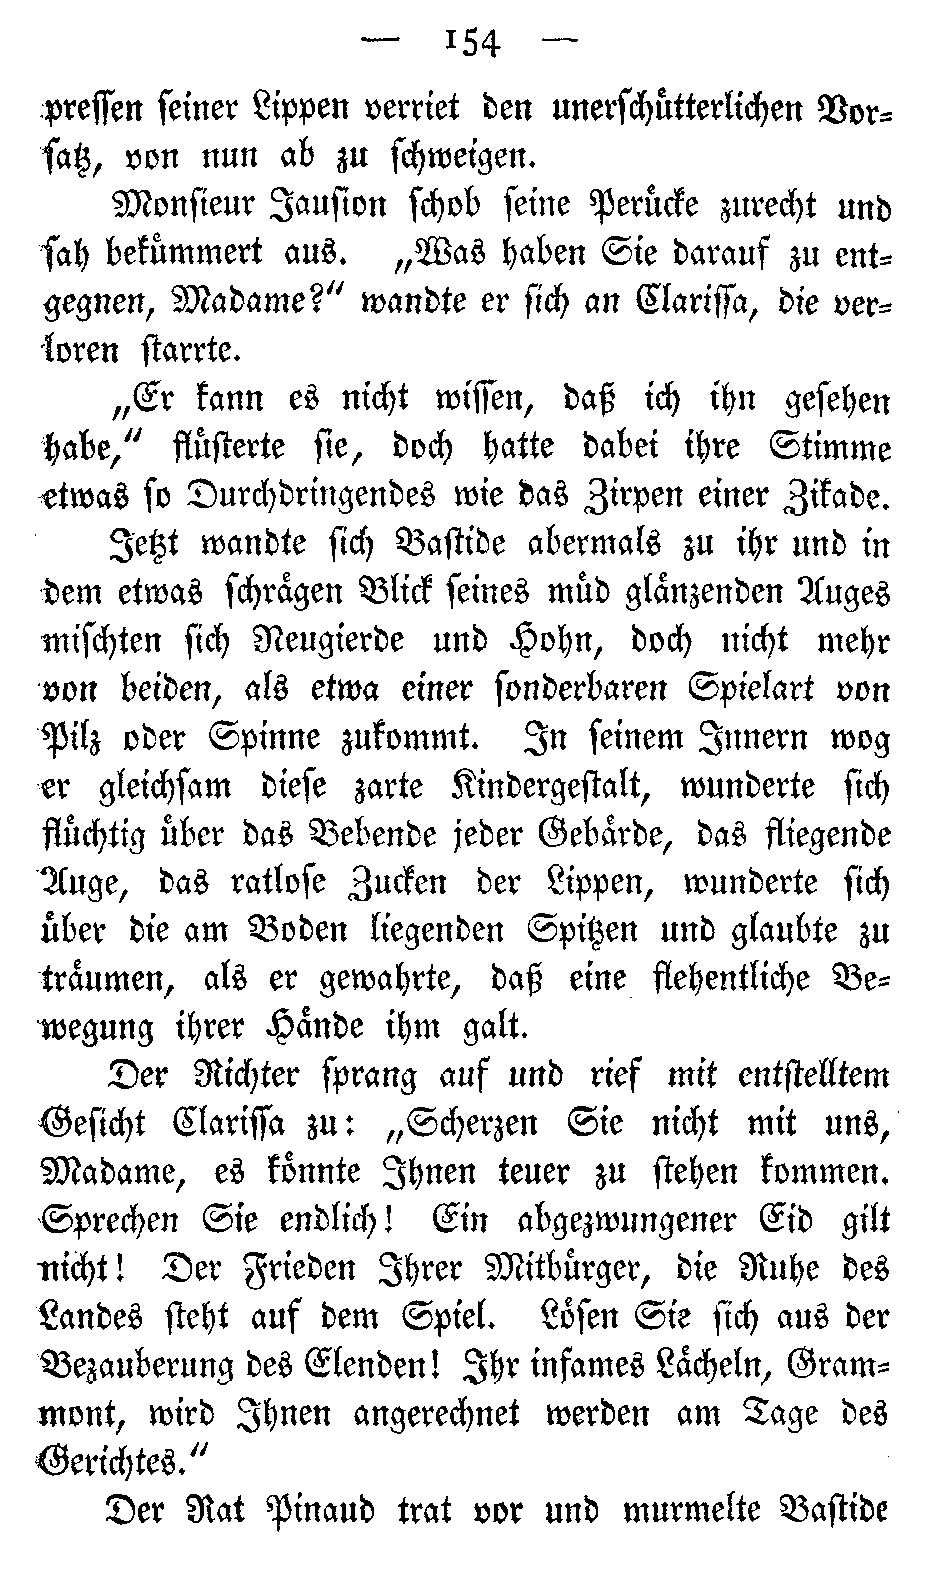 — 154 —
pressen seiner Lippen verriet den unerschütterlichen Vor-
satz, von nun ab zu schweigen.
Monsieur Jausion schob seine Perücke zurecht und
sah bekümmert aus. „Was haben Sie darauf zu ent-
gegnen, Madame?“ wandte er sich an Clarissa, die ver-
loren starrte.
„Er kann es nicht wissen, daß ich ihn gesehen
habe,“ flüsterte sie, doch hatte dabei ihre Stimme
etwas so Durchdringendes wie das Zirpen einer Zikade.
Jetzt wandte sich Bastide abermals zu ihr und in
dem etwas schrägen Blick seines müd glänzenden Auges
mischten sich Neugierde und Hohn, doch nicht mehr
von beiden, als etwa einer sonderbaren Spielart von
Pilz oder Spinne zukommt. In seinem Innern wog
er gleichsam diese zarte Kindergestalt, wunderte sich
flüchtig über das Bebende jeder Gebärde, das fliegende
Auge, das ratlose Zucken der Lippen, wunderte sich
über die am Boden liegenden Spitzen und glaubte zu
träumen, als er gewahrte, daß eine flehentliche Be-
wegung ihrer Hände ihm galt.
Der Richter sprang auf und rief mit entstelltem
Gesicht Clarissa zu: „Scherzen Sie nicht mit uns,
Madame, es könnte Ihnen teuer zu stehen kommen.
Sprechen Sie endlich! Ein abgezwungener Eid gilt
nicht! Der Frieden Ihrer Mitbürger, die Ruhe des
Landes steht auf dem Spiel. Lösen Sie sich aus der
Bezauberung des Elenden! Ihr infames Lächeln, Gram-
mont, wird Ihnen angerechnet werden am Tage des
Gerichtes.“
Der Rat Pinaud trat vor und murmelte Bastide